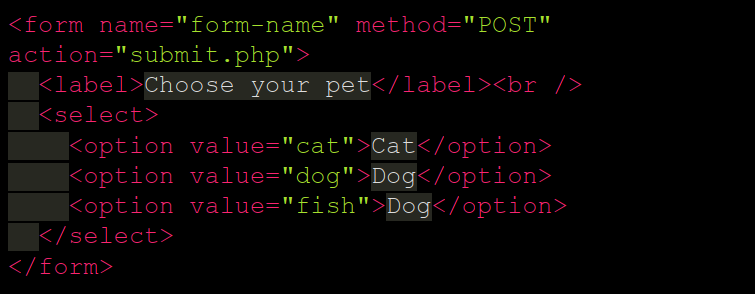 <form name="form-name" method="POST"
action="submit.php">
  <label>Choose your pet</label><br />
  <select>
    <option value="cat">Cat</option>
    <option value="dog">Dog</option>
    <option value="fish">Dog</option>
  </select>
</form>